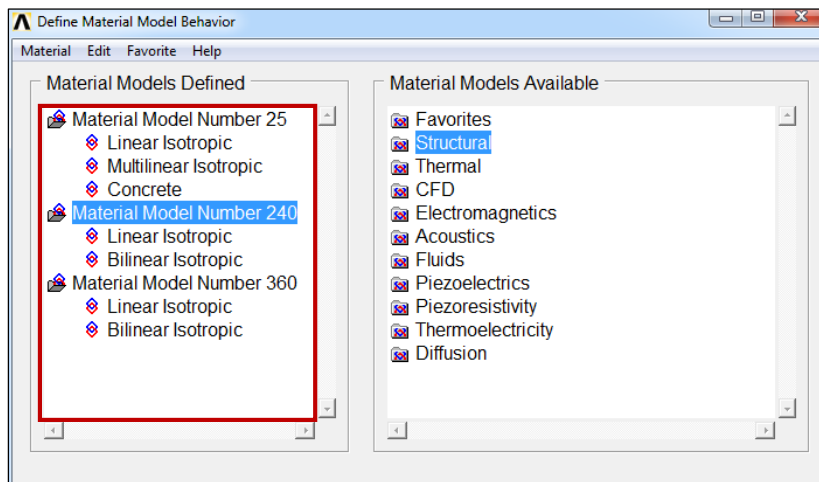 Define Material Model Behavior
Material Edit Favorite Help
Material Models Defined
Material Model Number 25
Linear Isotropic
Multilinear Isotropic
Concrete
Material Model Number 240
Linear Isotropic
Bilinear Isotropic
Material Model Number 360
Linear Isotropic
Bilinear Isotropic
Material Models Available
Favorites
Structural
Thermal
CFD
Electromagnetics
Acoustics
Fluids
Piezoelectrics
Piezoresistivity
Thermoelectricity
Diffusion